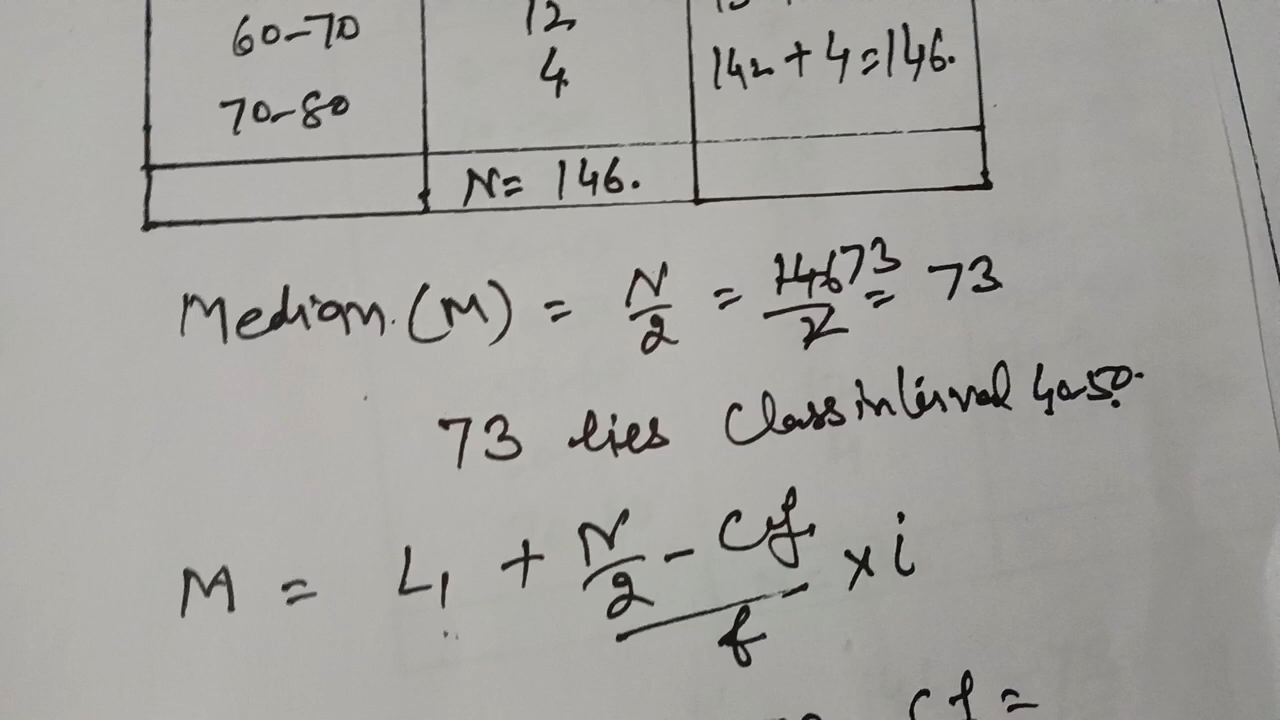 60-70 12
70-80 4 142 + 4 = 146.
N = 146.
Median. (M) = N/2 = 146/2 73 = 73
73 lies Class interval 40-50.
M = L1 + N/2 - Cf. / f × i
Cf =